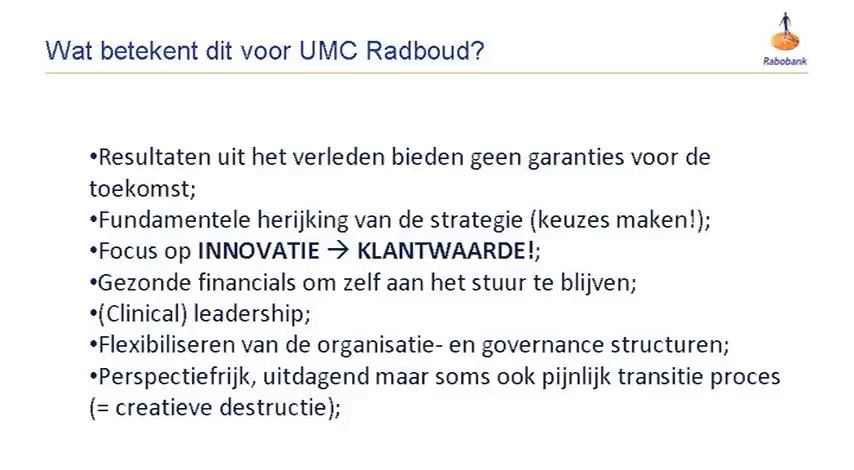 Wat betekent dit voor UMC Radboud?
Rabobank
•Resultaten uit het verleden bieden geen garanties voor de
toekomst;
•Fundamentele herijking van de strategie (keuzes maken!);
•Focus op INNOVATIE → KLANTWAARDE!;
•Gezonde financials om zelf aan het stuur te blijven;
•(Clinical) leadership;
•Flexibiliseren van de organisatie- en governance structuren;
•Perspectiefrijk, uitdagend maar soms ook pijnlijk transitie proces
(= creatieve destructie);